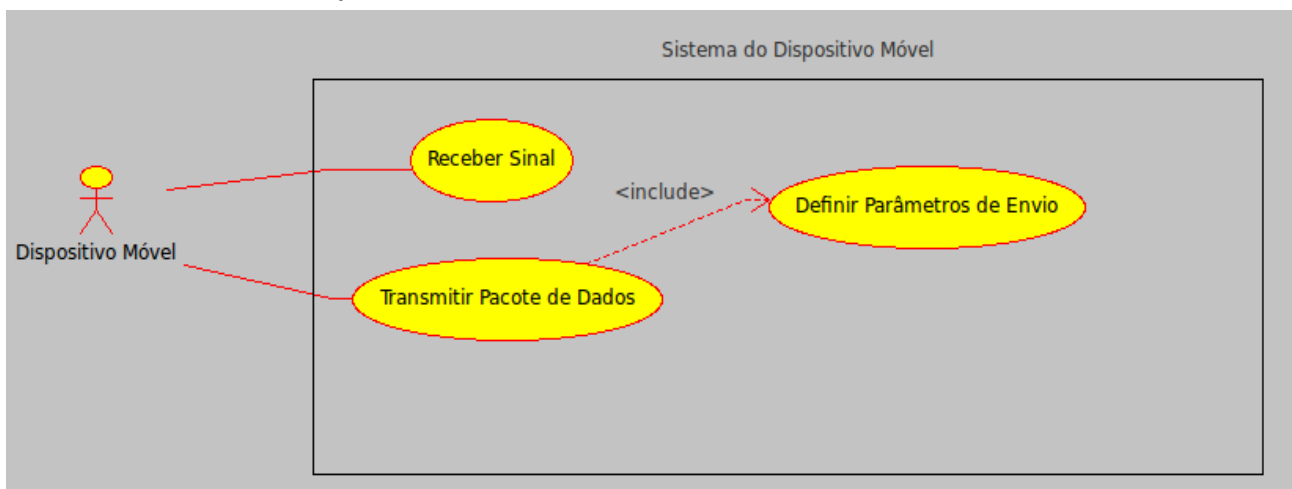 Sistema do Dispositivo Móvel
Receber Sinal
<include>
Definir Parâmetros de Envio
Dispositivo Móvel
Transmitir Pacote de Dados